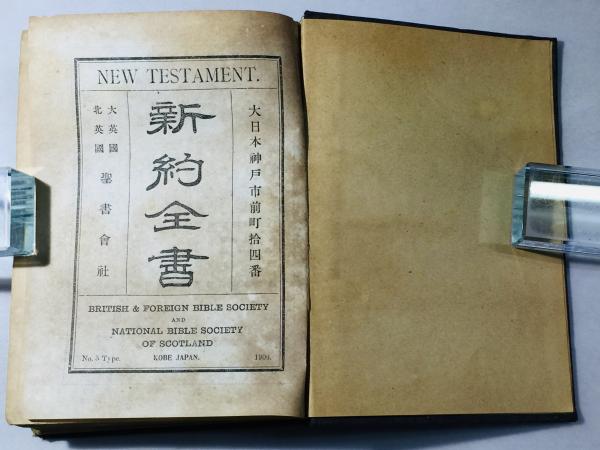 NEW TESTAMENT.
大日本神戸市前町拾四番
新約全書
大英國
北英國
聖書會社
BRITISH & FOREIGN BIBLE SOCIETY
AND
NATIONAL BIBLE SOCIETY
OF SCOTLAND
No. 5 Type. KOBE JAPAN. 1906.